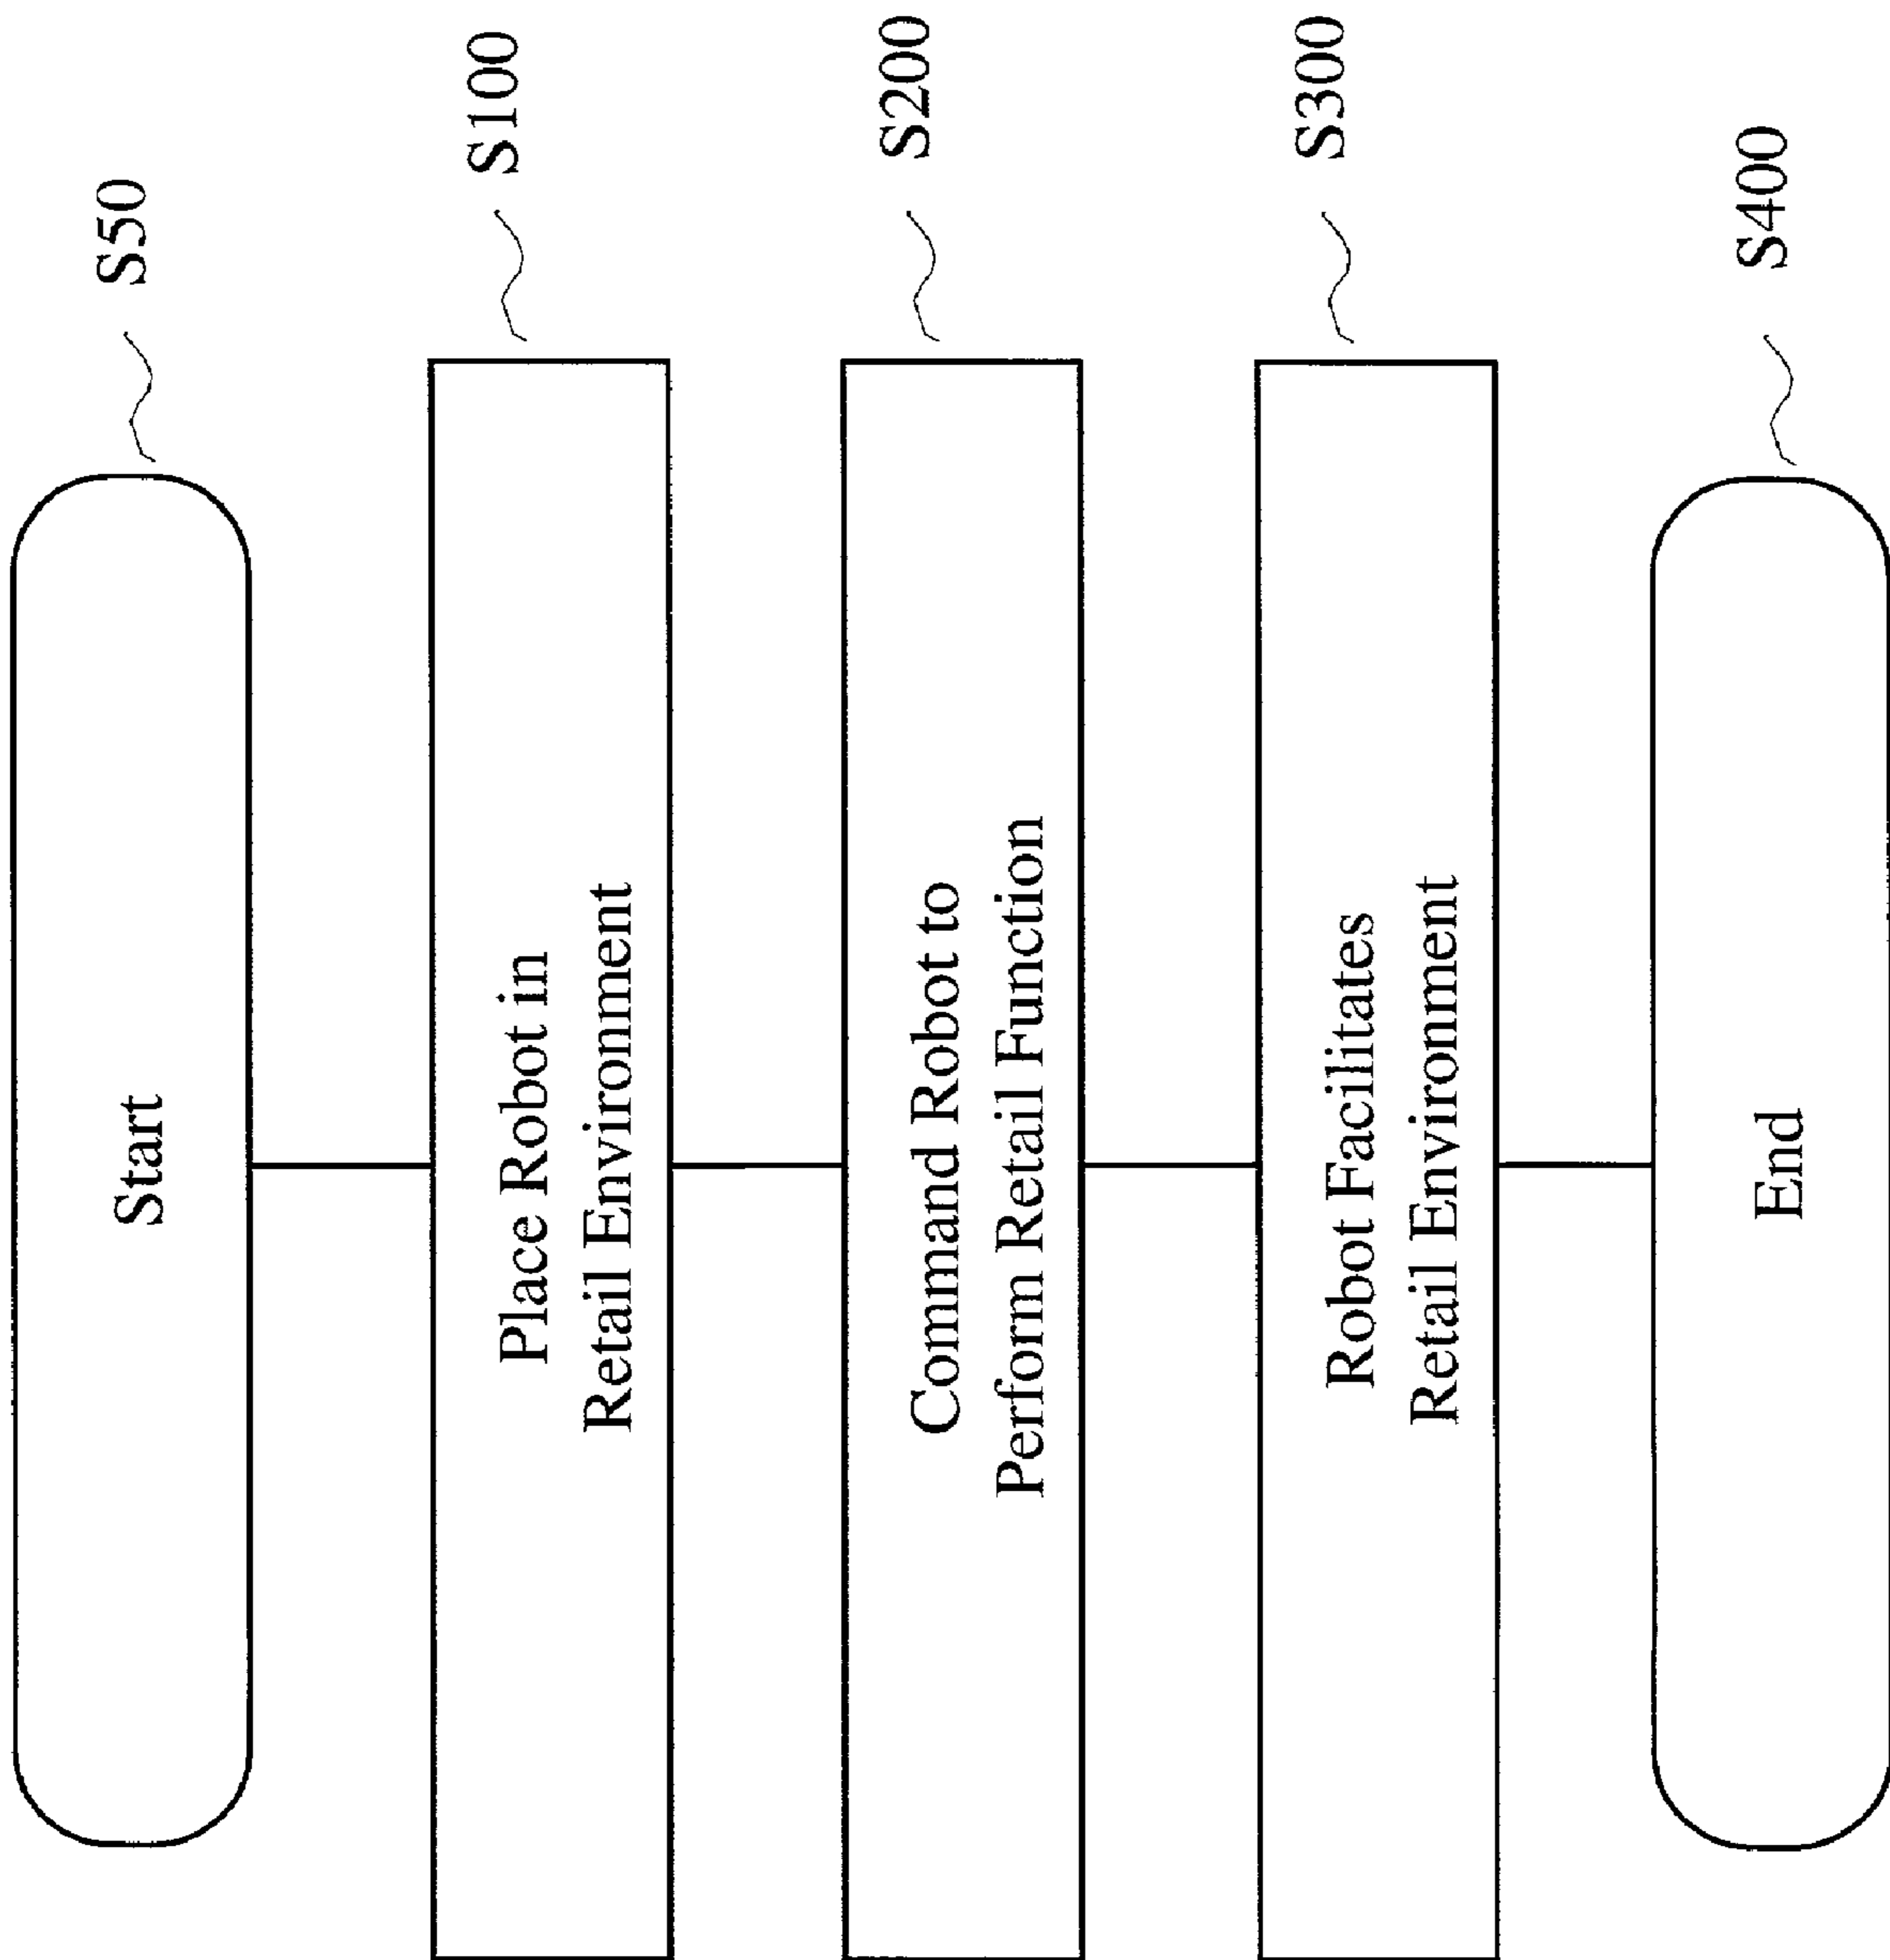 Start
S50
Place Robot in
Retail Environment
S100
Command Robot to
Perform Retail Function
S200
Robot Facilitates
Retail Environment
S300
End
S400